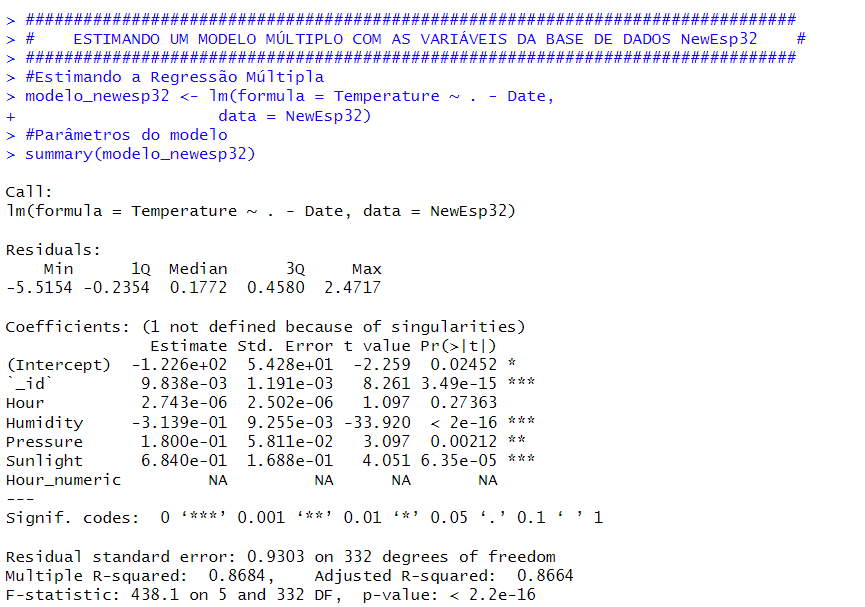 > ################################################################################
> #    ESTIMANDO UM MODELO MÚLTIPLO COM AS VARIÁVEIS DA BASE DE DADOS NewEsp32    #
> ################################################################################
> #Estimando a Regressão Múltipla
> modelo_newesp32 <- lm(formula = Temperature ~ . - Date,
+                      data = NewEsp32)
> #Parâmetros do modelo
> summary(modelo_newesp32)
Call:
lm(formula = Temperature ~ . - Date, data = NewEsp32)
Residuals:
    Min      1Q  Median      3Q     Max
-5.5154 -0.2354  0.1772  0.4580  2.4717
Coefficients: (1 not defined because of singularities)
               Estimate Std. Error t value Pr(>|t|)
(Intercept)  -1.226e+02  5.428e+01  -2.259  0.02452 *
`_id`         9.838e-03  1.191e-03   8.261 3.49e-15 ***
Hour          2.743e-06  2.502e-06   1.097  0.27363
Humidity     -3.139e-01  9.255e-03 -33.920  < 2e-16 ***
Pressure      1.800e-01  5.811e-02   3.097  0.00212 **
Sunlight      6.840e-01  1.688e-01   4.051 6.35e-05 ***
Hour_numeric         NA         NA      NA       NA
---
Signif. codes:  0 ‘***’ 0.001 ‘**’ 0.01 ‘*’ 0.05 ‘.’ 0.1 ‘ ’ 1
Residual standard error: 0.9303 on 332 degrees of freedom
Multiple R-squared:  0.8684,    Adjusted R-squared:  0.8664
F-statistic: 438.1 on 5 and 332 DF,  p-value: < 2.2e-16